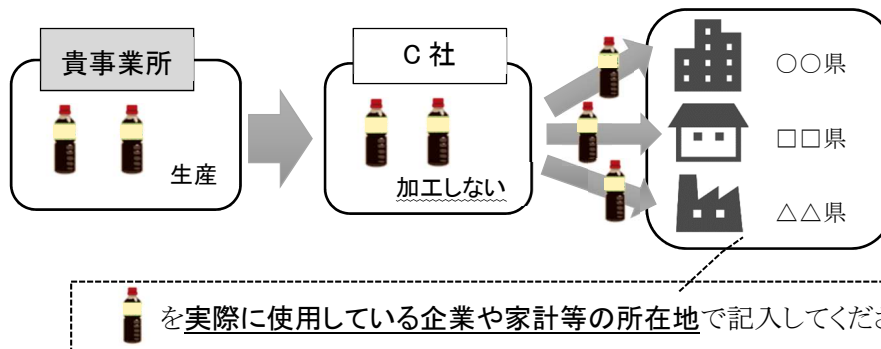 貴事業所
C 社
○○県
□□県
生産
加工しない
△△県
を実際に使用している企業や家計等の所在地で記入してくださ